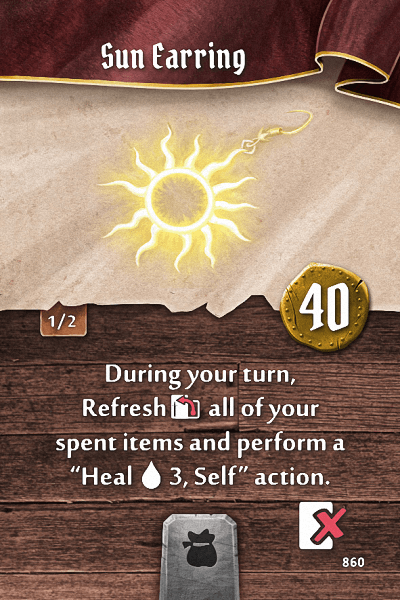 Sun Earring
40
1/2
During your turn,
Refresh all of your
spent items and perform a
“Heal 3, Self” action.
860